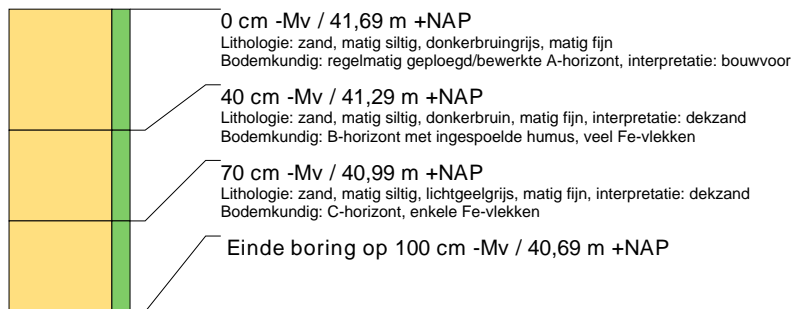 0 cm -Mv / 41,69 m +NAP
Lithologie: zand, matig siltig, donkerbruingrijs, matig fijn
Bodemkundig: regelmatig geploegd/bewerkte A-horizont, interpretatie: bouwvoor
40 cm -Mv / 41,29 m +NAP
Lithologie: zand, matig siltig, donkerbruin, matig fijn, interpretatie: dekzand
Bodemkundig: B-horizont met ingespoelde humus, veel Fe-vlekken
70 cm -Mv / 40,99 m +NAP
Lithologie: zand, matig siltig, lichtgeelgrijs, matig fijn, interpretatie: dekzand
Bodemkundig: C-horizont, enkele Fe-vlekken
Einde boring op 100 cm -Mv / 40,69 m +NAP